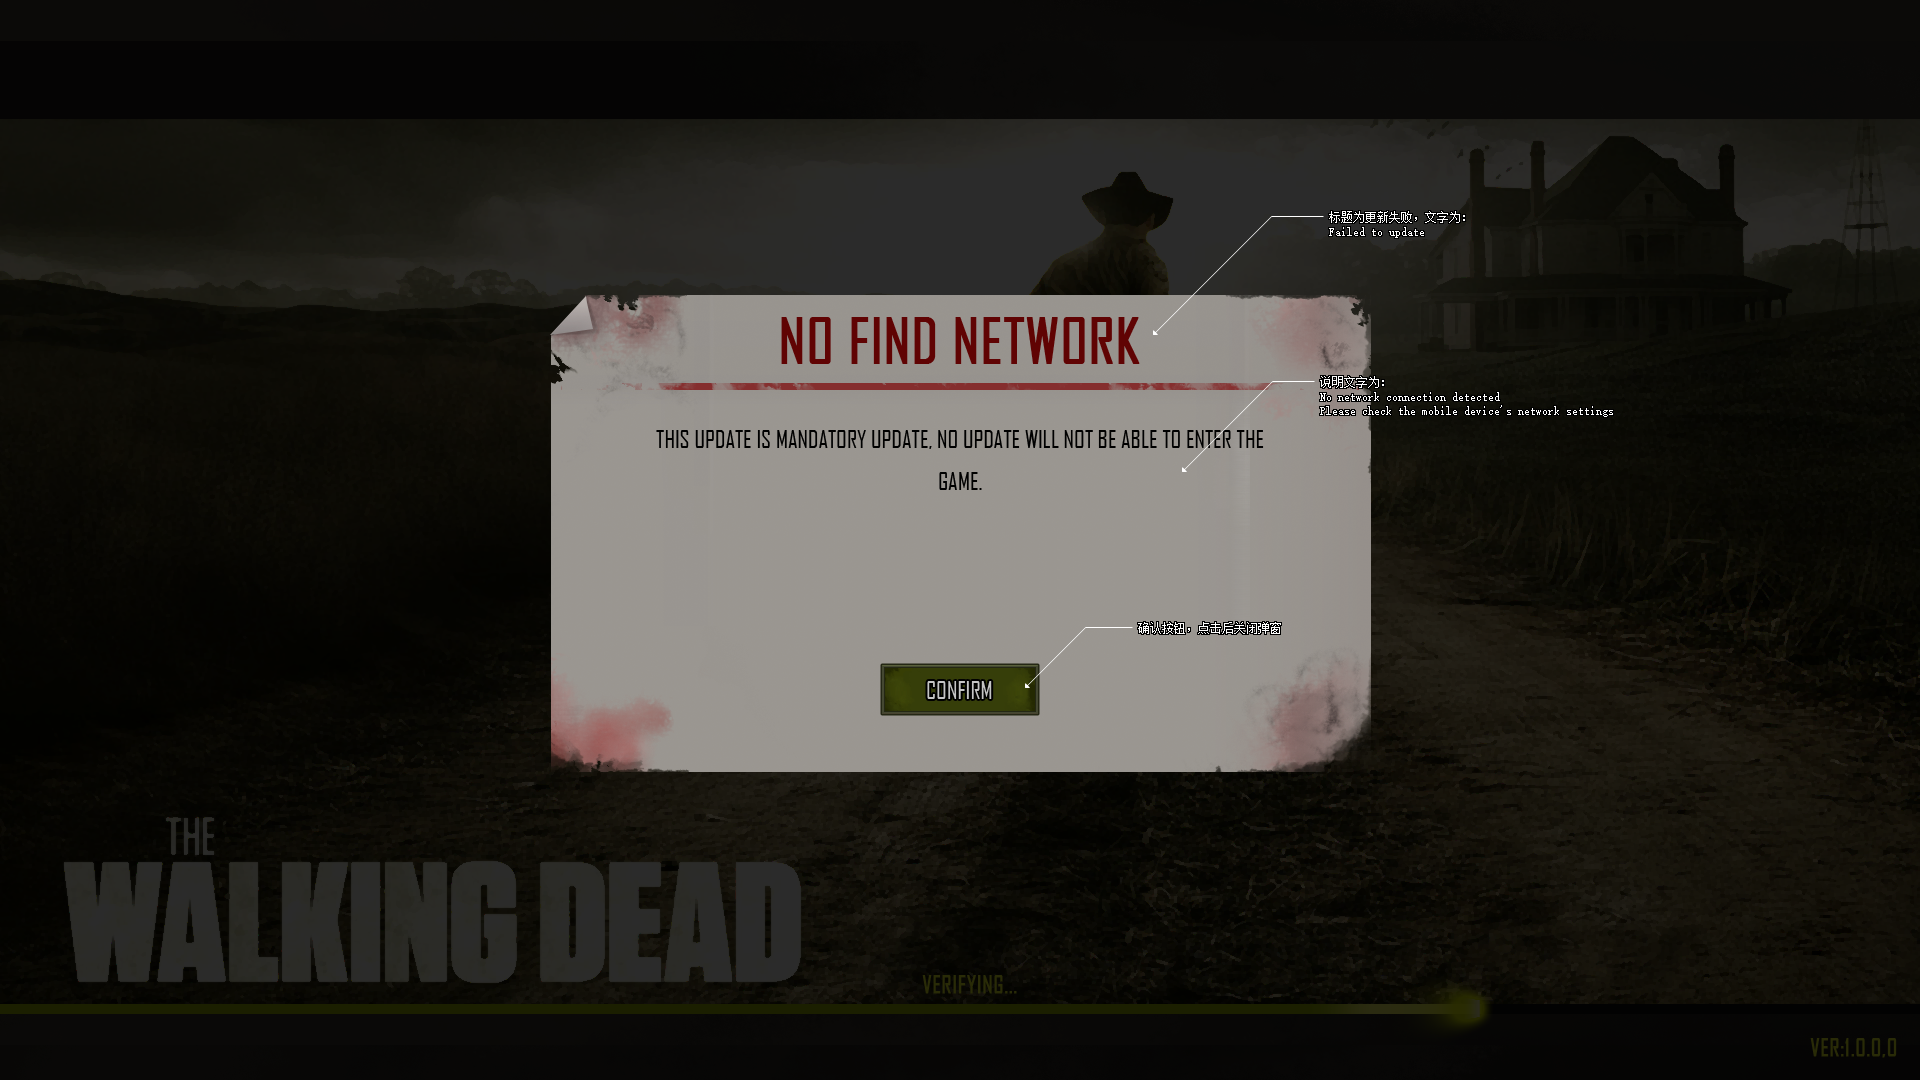 标题为更新失败，文字为：
Failed to update
NO FIND NETWORK
说明文字为：
No network connection detected
Please check the mobile device's network settings
THIS UPDATE IS MANDATORY UPDATE, NO UPDATE WILL NOT BE ABLE TO ENTER THE
GAME.
确认按钮，点击后关闭弹窗
CONFIRM
THE
WALKING DEAD
VERIFYING...
VER:1.0.0.0